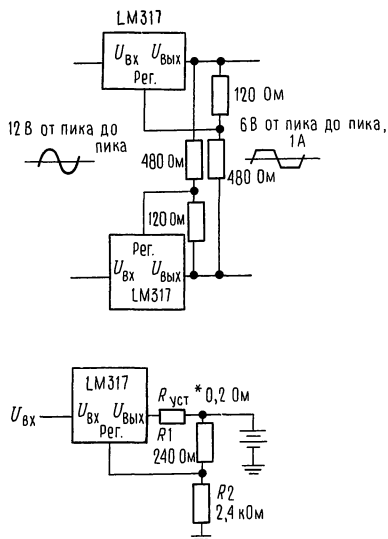 LM317
Uвх Uвых
Рег.
120 Ом
12 В от пика до пика
480 Ом
6В от пика до пика, 1А
480 Ом
120 Ом
Рег.
Uвх Uвых
LM317
LM317
Uвх
Uвх Uвых
Рег.
Rуст * 0,2 Ом
R1
240 Ом
R2
2,4 кОм